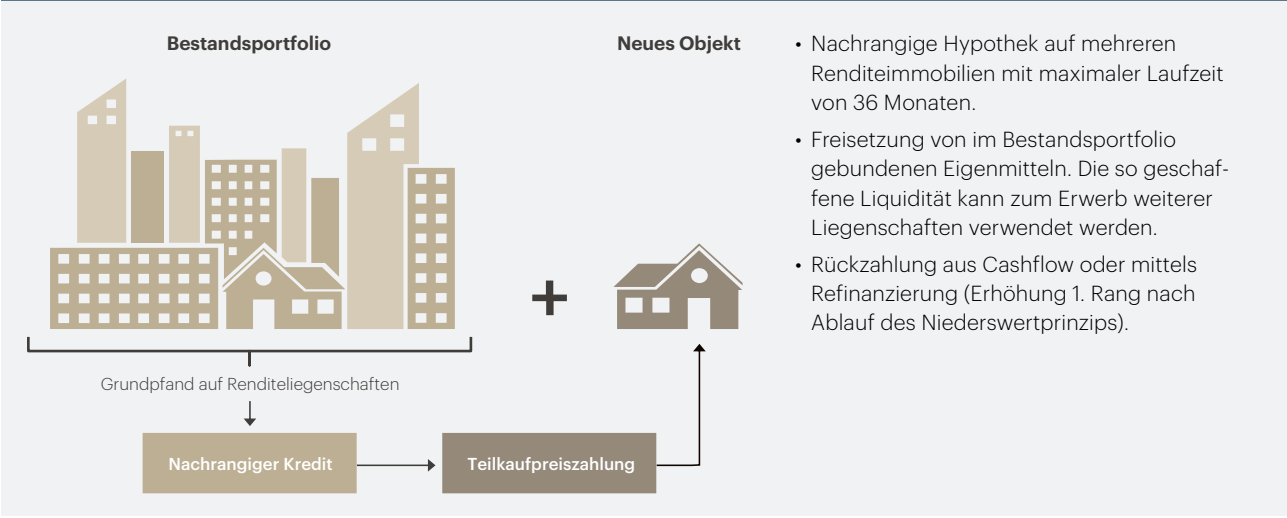 Bestandsportfolio
Neues Objekt
Grundpfand auf Renditeliegenschaften
Nachrangiger Kredit
Teilkaufpreiszahlung
• Nachrangige Hypothek auf mehreren
Renditeimmobilien mit maximaler Laufzeit
von 36 Monaten.
• Freisetzung von im Bestandsportfolio
gebundenen Eigenmitteln. Die so geschaf-
fene Liquidität kann zum Erwerb weiterer
Liegenschaften verwendet werden.
• Rückzahlung aus Cashflow oder mittels
Refinanzierung (Erhöhung 1. Rang nach
Ablauf des Niederswertprinzips).